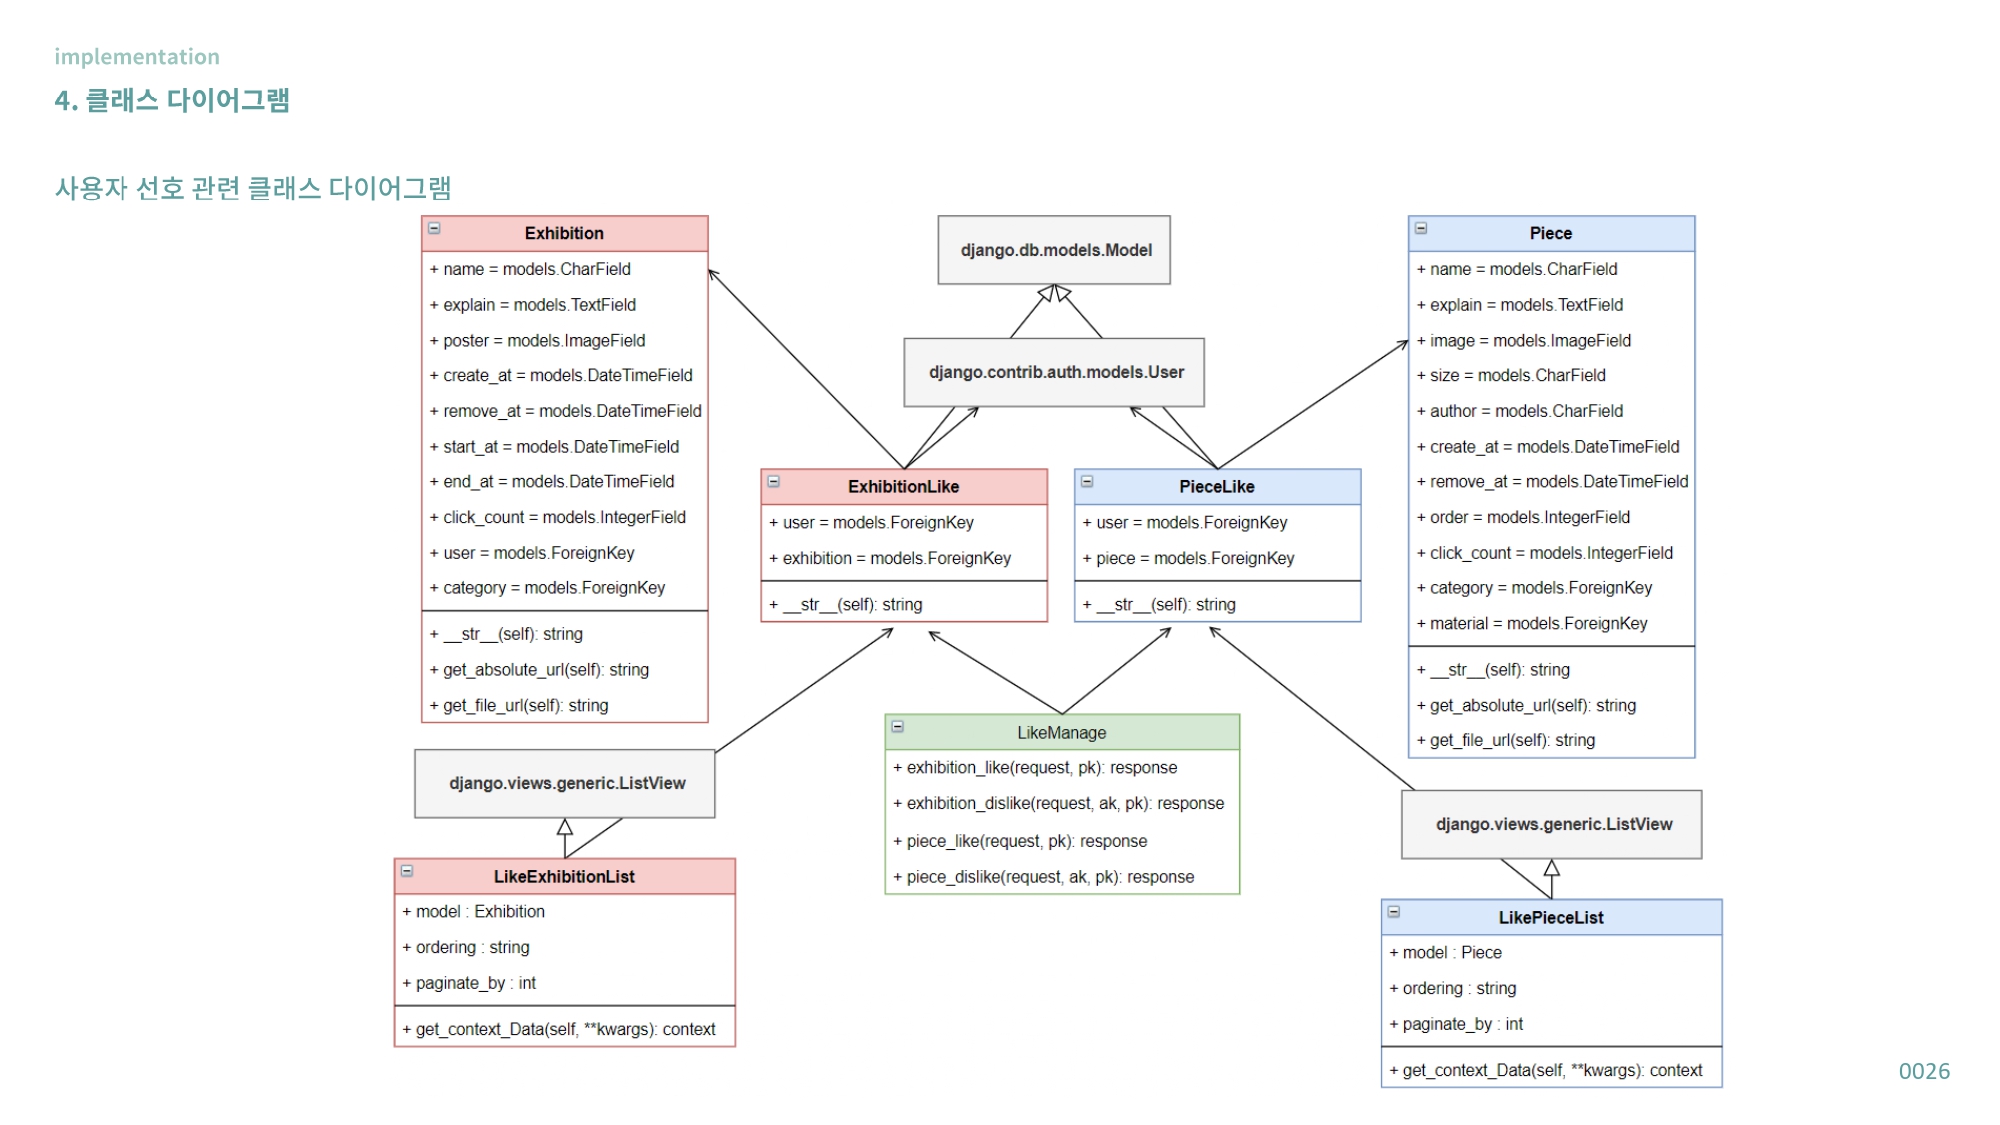 implementation
4. 클래스 다이어그램
사용자 선호 관련 클래스 다이어그램
Exhibition
+ name = models.CharField
+ explain = models.TextField
+ poster = models.ImageField
+ create_at = models.DateTimeField
+ remove_at = models.DateTimeField
+ start_at = models.DateTimeField
+ end_at = models.DateTimeField
+ click_count = models.IntegerField
+ user = models.ForeignKey
+ category = models.ForeignKey
+ __str__(self): string
+ get_absolute_url(self): string
+ get_file_url(self): string
django.db.models.Model
django.contrib.auth.models.User
Piece
+ name = models.CharField
+ explain = models.TextField
+ image = models.ImageField
+ size = models.CharField
+ author = models.CharField
+ create_at = models.DateTimeField
+ remove_at = models.DateTimeField
+ order = models.IntegerField
+ click_count = models.IntegerField
+ category = models.ForeignKey
+ material = models.ForeignKey
+ __str__(self): string
+ get_absolute_url(self): string
+ get_file_url(self): string
ExhibitionLike
+ user = models.ForeignKey
+ exhibition = models.ForeignKey
+ __str__(self): string
PieceLike
+ user = models.ForeignKey
+ piece = models.ForeignKey
+ __str__(self): string
django.views.generic.ListView
LikeExhibitionList
+ model : Exhibition
+ ordering : string
+ paginate_by : int
+ get_context_Data(self, **kwargs): context
LikeManage
+ exhibition_like(request, pk): response
+ exhibition_dislike(request, ak, pk): response
+ piece_like(request, pk): response
+ piece_dislike(request, ak, pk): response
django.views.generic.ListView
LikePieceList
+ model : Piece
+ ordering : string
+ paginate_by : int
+ get_context_Data(self, **kwargs): context
0026